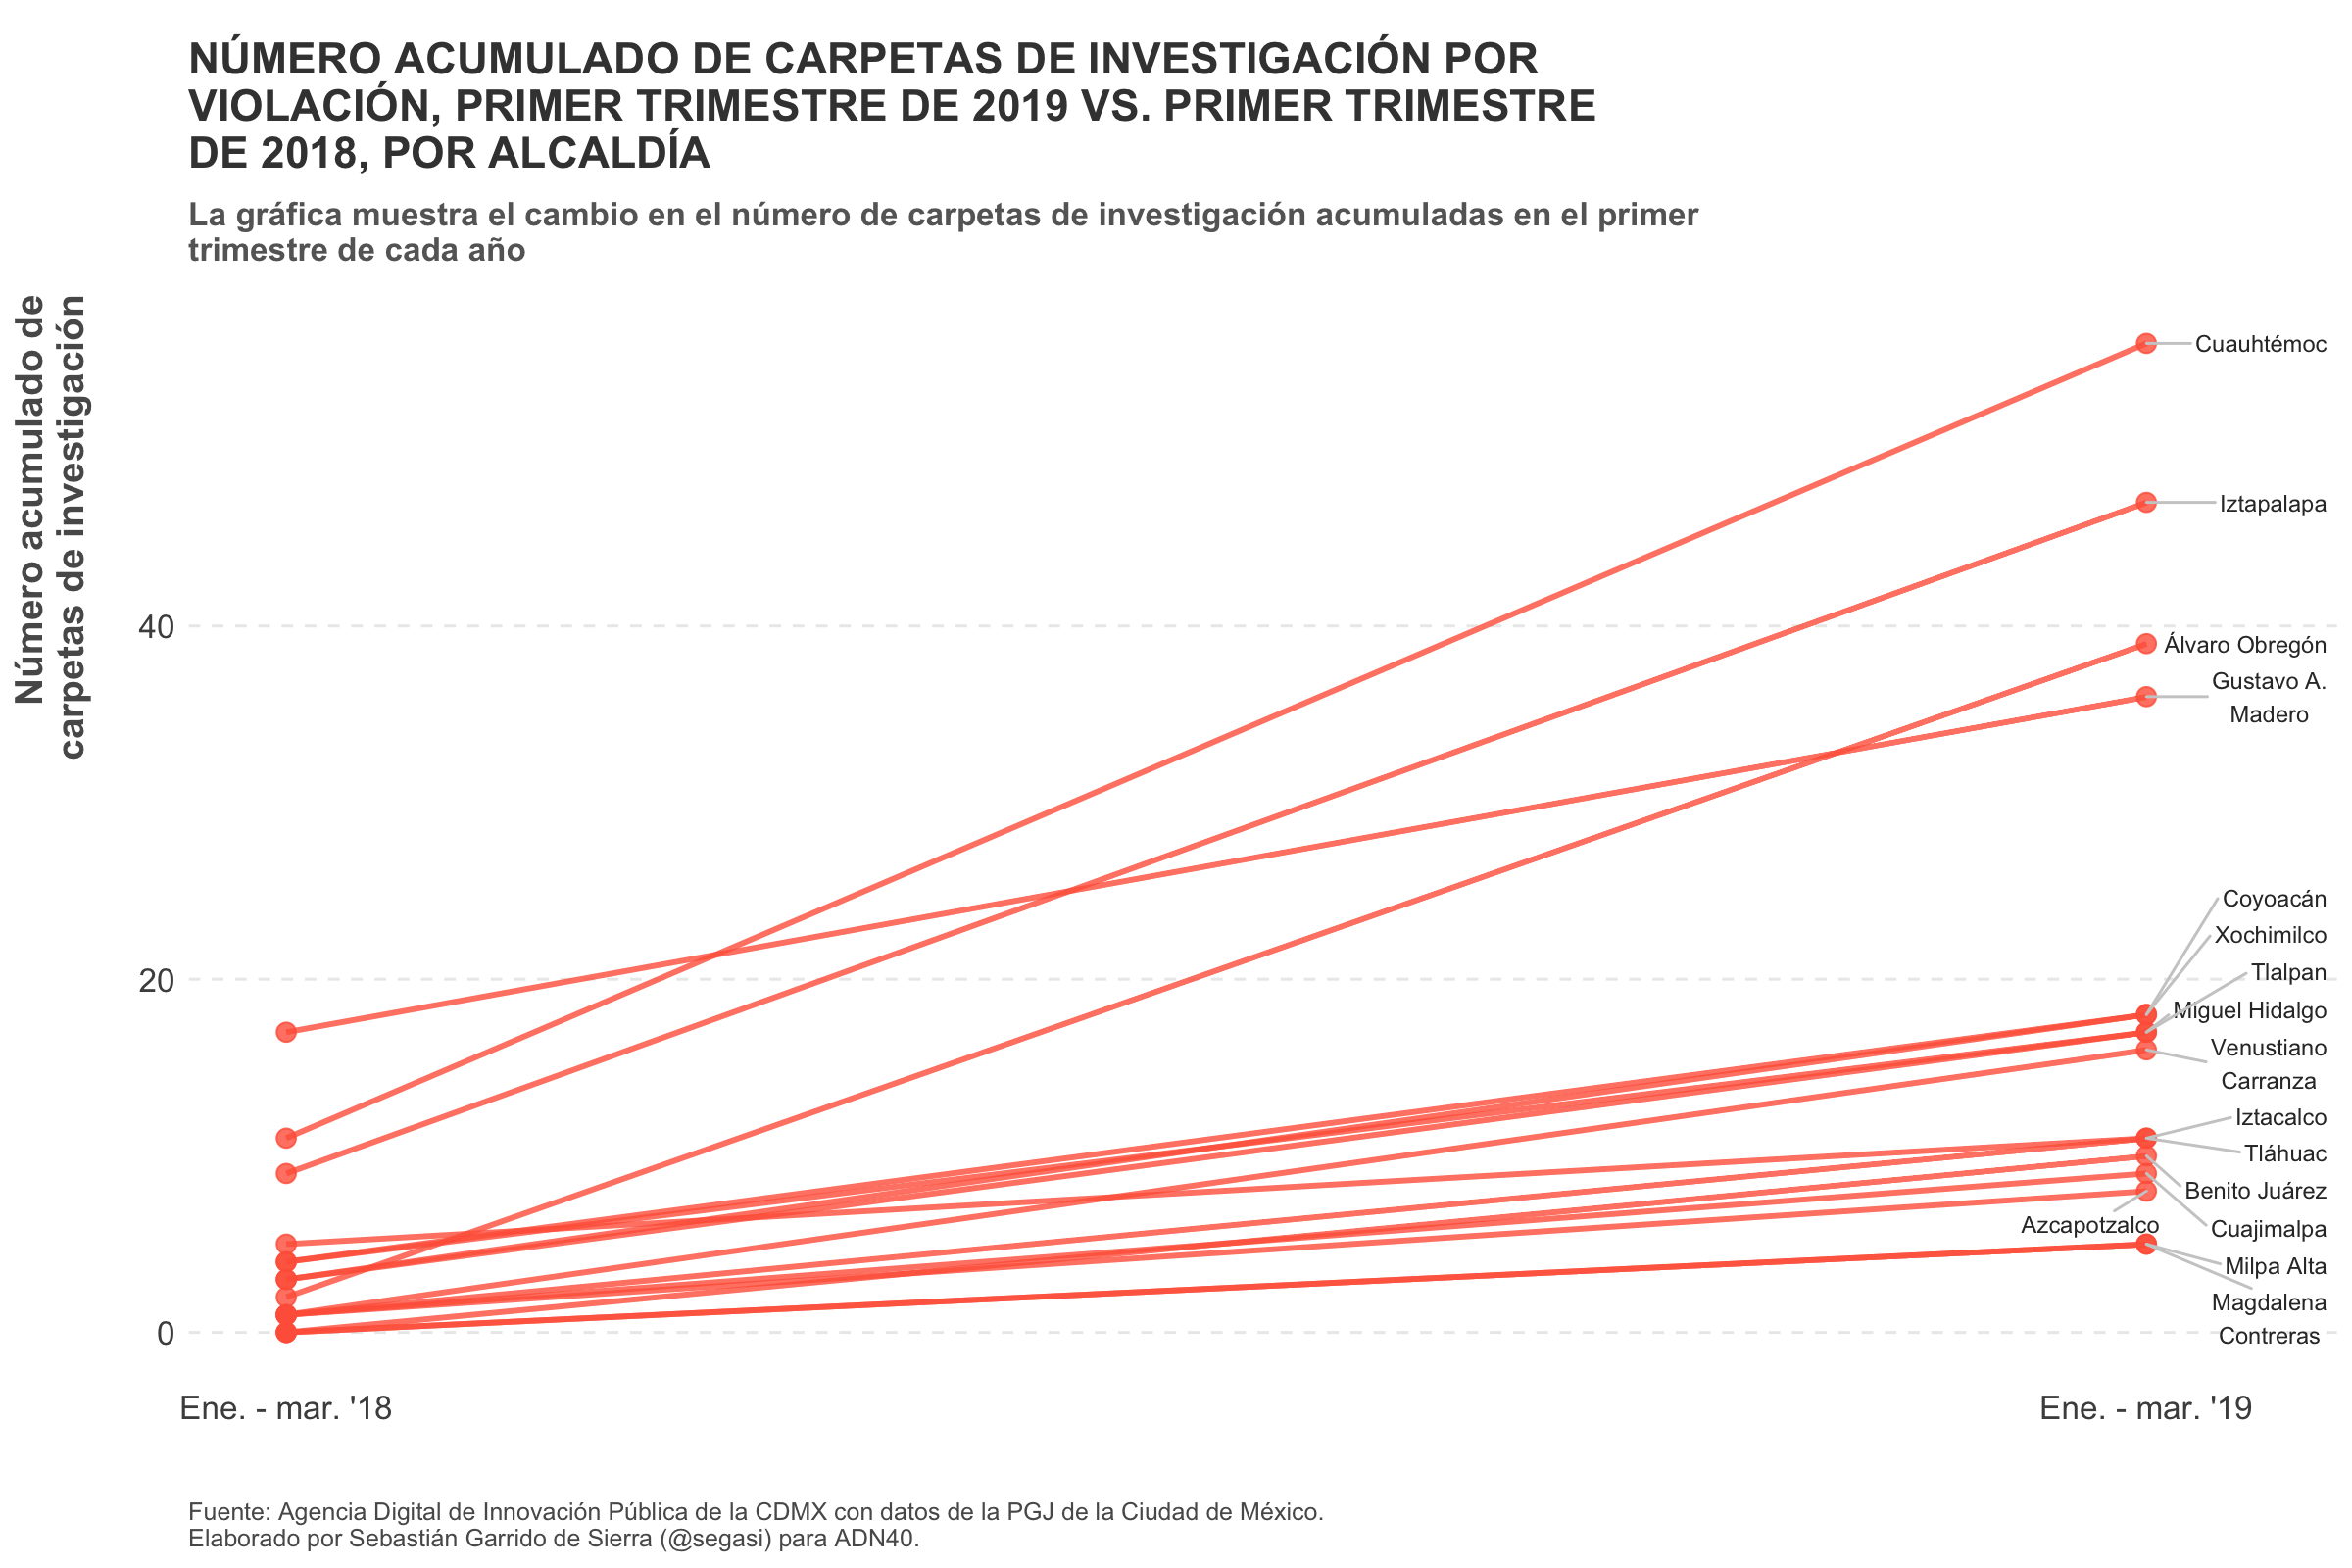 NÚMERO ACUMULADO DE CARPETAS DE INVESTIGACIÓN POR
VIOLACIÓN, PRIMER TRIMESTRE DE 2019 VS. PRIMER TRIMESTRE
DE 2018, POR ALCALDÍA
La gráfica muestra el cambio en el número de carpetas de investigación acumuladas en el primer
trimestre de cada año
Número acumulado de
carpetas de investigación
40
20
0
Cuauhtémoc
Iztapalapa
Álvaro Obregón
Gustavo A.
Madero
Coyoacán
Xochimilco
Tlalpan
Miguel Hidalgo
Venustiano
Carranza
Iztacalco
Tláhuac
Benito Juárez
Azcapotzalco
Cuajimalpa
Milpa Alta
Magdalena
Contreras
Ene. - mar. '18
Ene. - mar. '19
Fuente: Agencia Digital de Innovación Pública de la CDMX con datos de la PGJ de la Ciudad de México.
Elaborado por Sebastián Garrido de Sierra (@segasi) para ADN40.